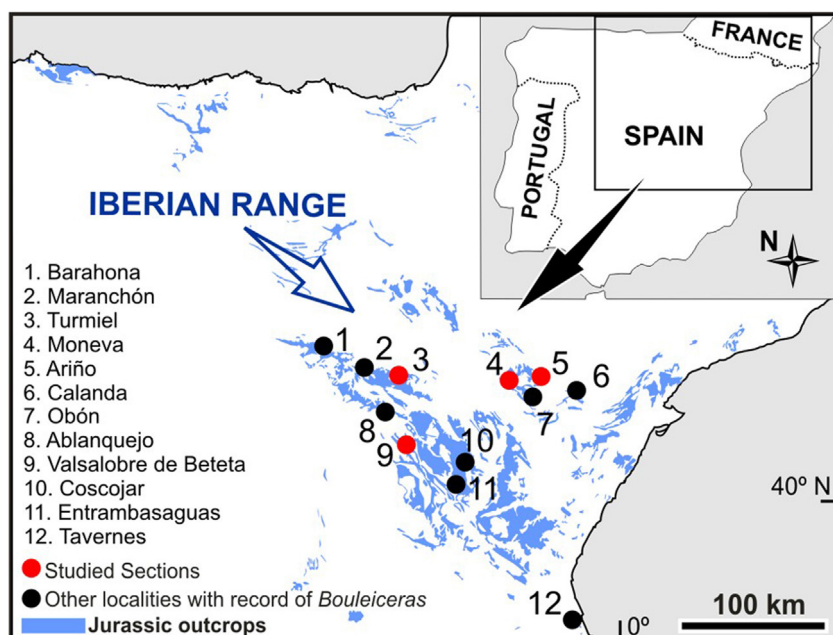 FRANCE
SPAIN
PORTUGAL
N
IBERIAN RANGE
1. Barahona
2. Maranchón
3. Turmiel
4. Moneva
5. Ariño
6. Calanda
7. Obón
8. Ablanquejo
9. Valsalobre de Beteta
10. Coscojar
11. Entrambasaguas
12. Tavernes
Studied Sections
Other localities with record of Bouleiceras
Jurassic outcrops
1
2
3
4
5
6
7
8
9
10
11
12
40º N
0º
100 km